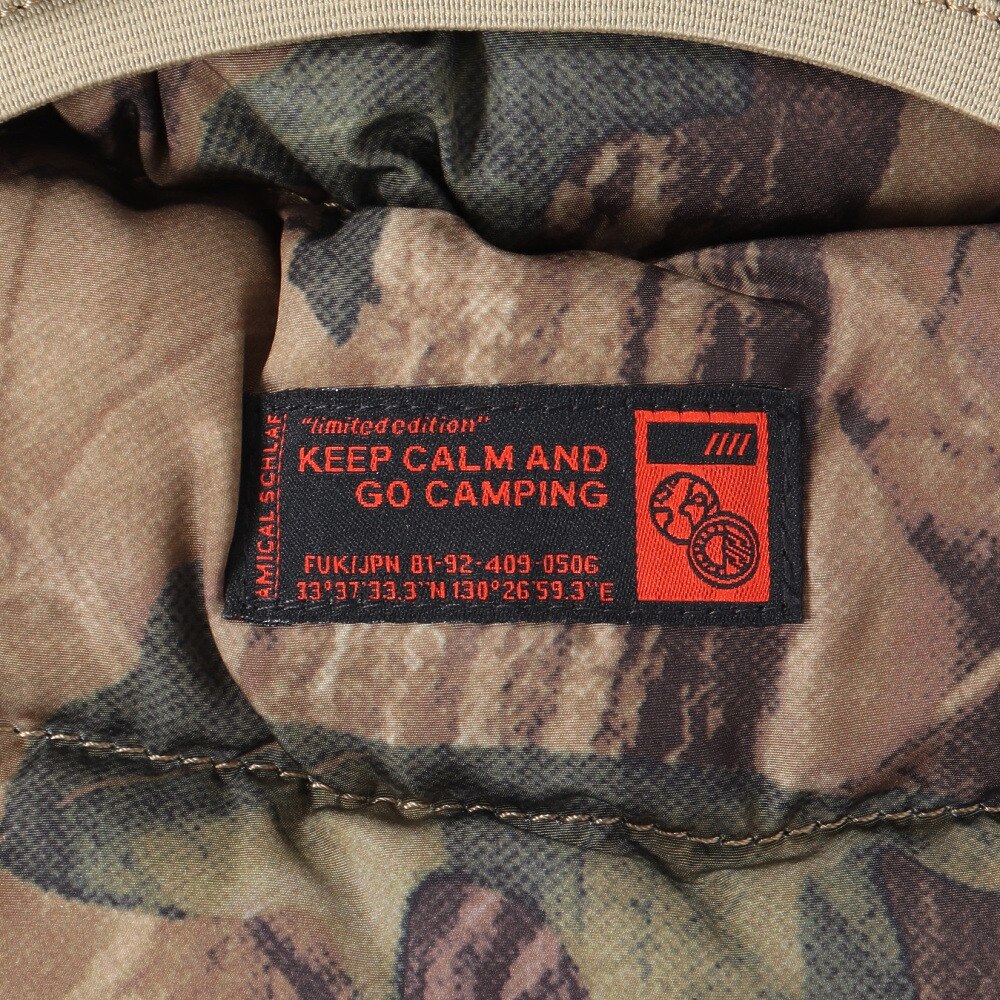 AMICAL SCHLAF
"limited edition"
KEEP CALM AND
GO CAMPING
FUK/JPN 81-92-409-0506
33°37'33.3''N 130°26'59.3''E